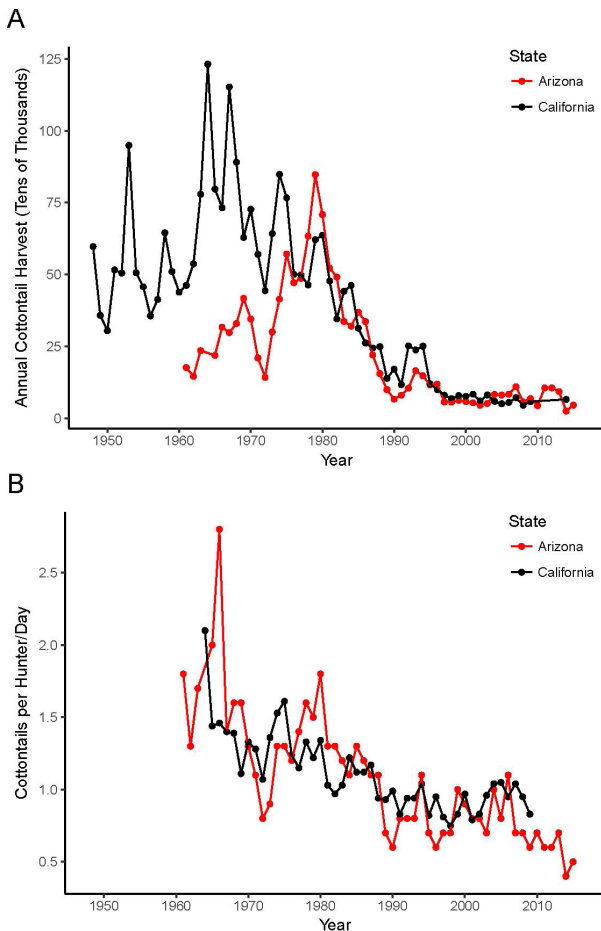 A
125
100
75
50
25
0
Annual Cottontail Harvest (Tens of Thousands)
State
Arizona
California
1950 1960 1970 1980 1990 2000 2010
Year
B
2.5
2.0
1.5
1.0
0.5
Cottontails per Hunter/Day
State
Arizona
California
1950 1960 1970 1980 1990 2000 2010
Year